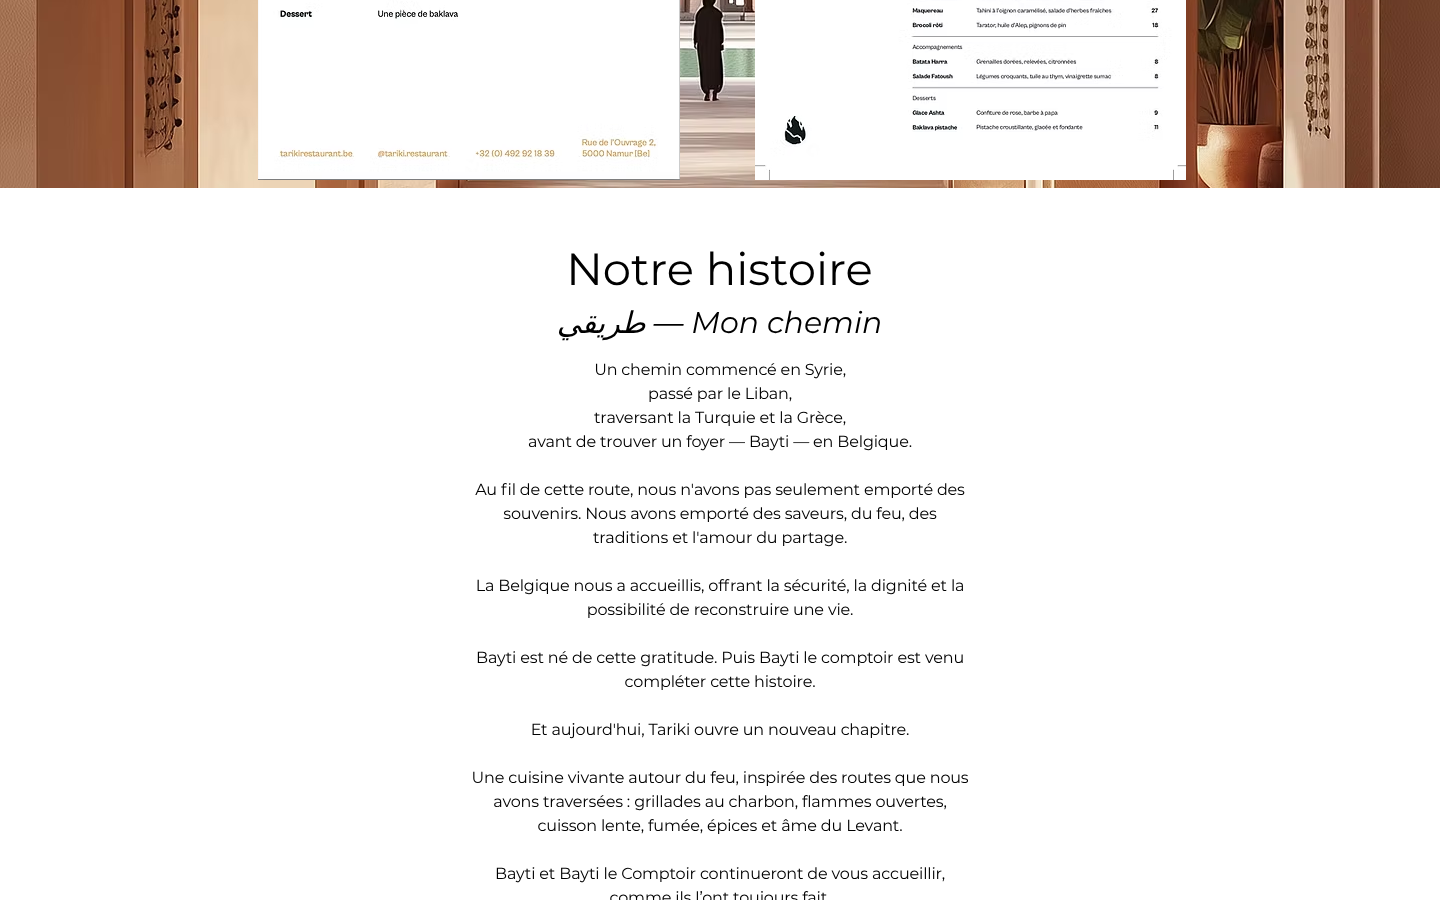 Dessert Une pièce de baklava
tarikirestaurant.be @tariki.restaurant +32 (0) 492 92 18 39 Rue de l'Ouvrage 2,
5000 Namur [Be]
Maquereau Tahini à l'oignon caramélisé, salade d'herbes fraîches 27
Brocoli rôti Tarator, huile d'Alep, pignons de pin 18
Accompagnements
Batata Harra Grenailles dorées, relevées, citronnées 8
Salade Fatoush Légumes croquants, tuile au thym, vinaigrette sumac 8
Desserts
Glace Ashta Confiture de rose, barbe à papa 9
Baklava pistache Pistache croustillante, glacée et fondante 11
Notre histoire
طريقي — Mon chemin
Un chemin commencé en Syrie,
passé par le Liban,
traversant la Turquie et la Grèce,
avant de trouver un foyer — Bayti — en Belgique.
Au fil de cette route, nous n'avons pas seulement emporté des
souvenirs. Nous avons emporté des saveurs, du feu, des
traditions et l'amour du partage.
La Belgique nous a accueillis, offrant la sécurité, la dignité et la
possibilité de reconstruire une vie.
Bayti est né de cette gratitude. Puis Bayti le comptoir est venu
compléter cette histoire.
Et aujourd'hui, Tariki ouvre un nouveau chapitre.
Une cuisine vivante autour du feu, inspirée des routes que nous
avons traversées : grillades au charbon, flammes ouvertes,
cuisson lente, fumée, épices et âme du Levant.
Bayti et Bayti le Comptoir continueront de vous accueillir,
comme ils l’ont toujours fait